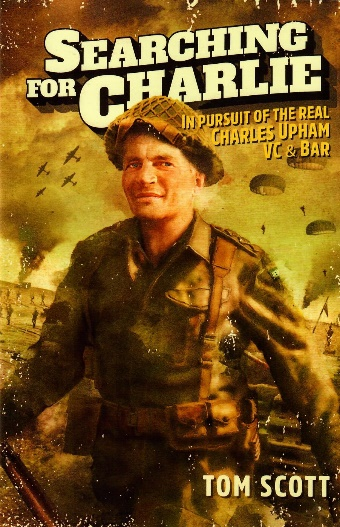 SEARCHING
FOR CHARLIE
IN PURSUIT OF THE REAL
CHARLES UPHAM
VC & BAR
TOM SCOTT